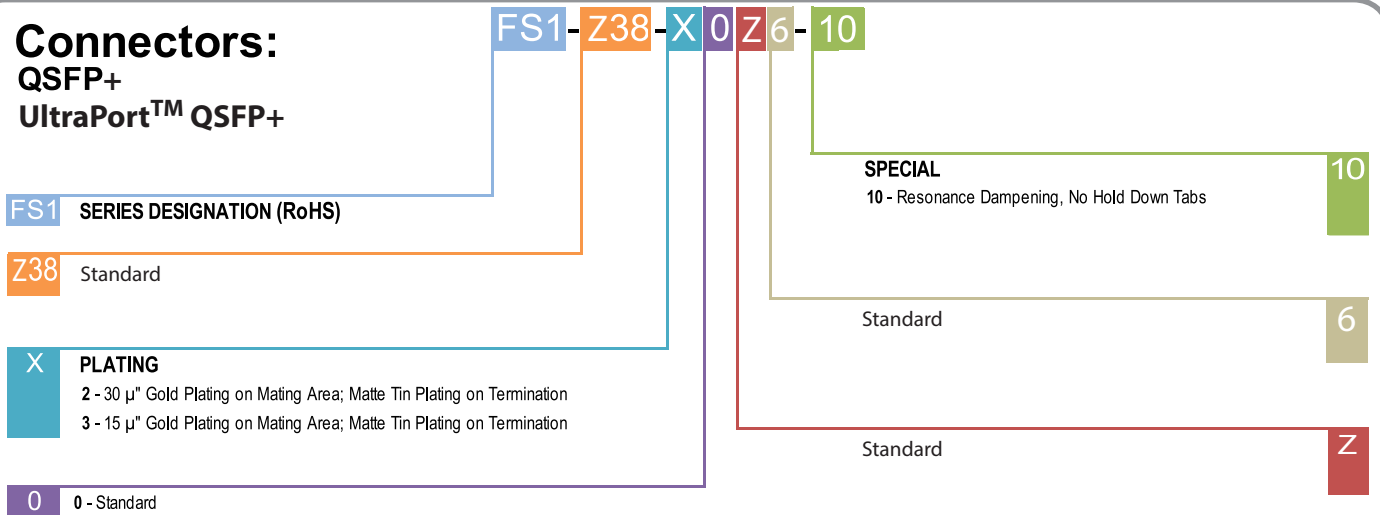 Connectors:
QSFP+
UltraPort™ QSFP+
FS1-Z38-X0Z6-10
FS1 SERIES DESIGNATION (RoHS)
Z38 Standard
X PLATING
2 - 30 µ" Gold Plating on Mating Area; Matte Tin Plating on Termination
3 - 15 µ" Gold Plating on Mating Area; Matte Tin Plating on Termination
0 0 - Standard
SPECIAL 10
10 - Resonance Dampening, No Hold Down Tabs
Standard 6
Standard Z